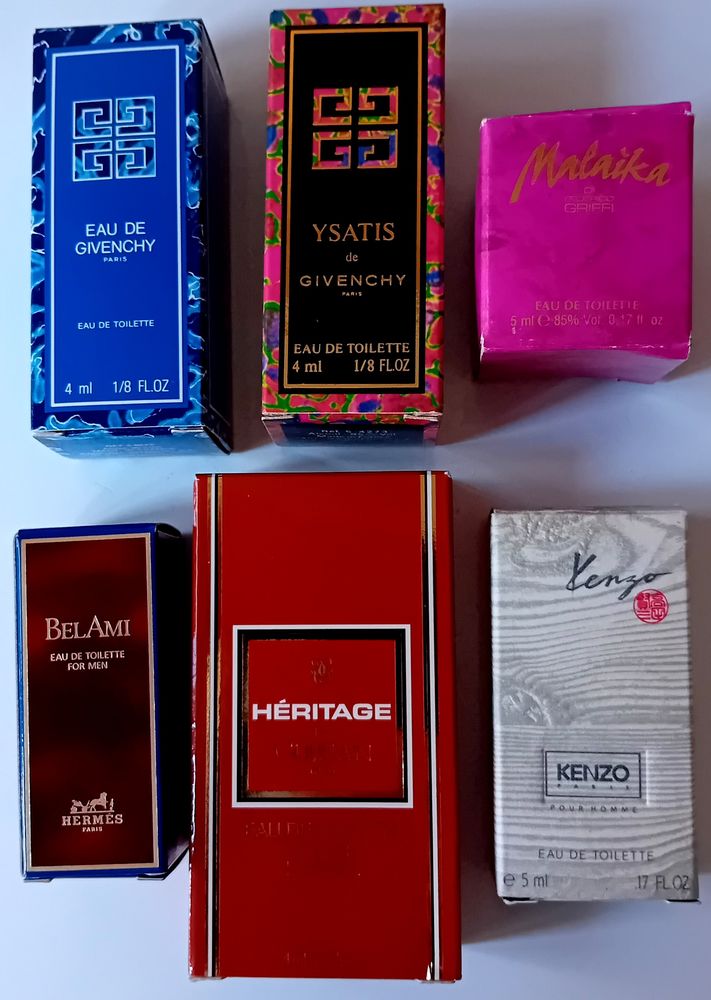 EAU DE
GIVENCHY
PARIS
EAU DE TOILETTE
4 ml 1/8 FL.OZ
YSATIS
de
GIVENCHY
PARIS
EAU DE TOILETTE
4 ml 1/8 FL.OZ
Malaïka
GRIFFI
EAU DE TOILETTE
5 ml e 85% Vol. 0.17 fl. oz
BELAMI
EAU DE TOILETTE
FOR MEN
HERMÈS
PARIS
HÉRITAGE
GUERLAIN
Kenzo
KENZO
PARIS
POUR HOMME
EAU DE TOILETTE
e 5 ml .17 FL.OZ